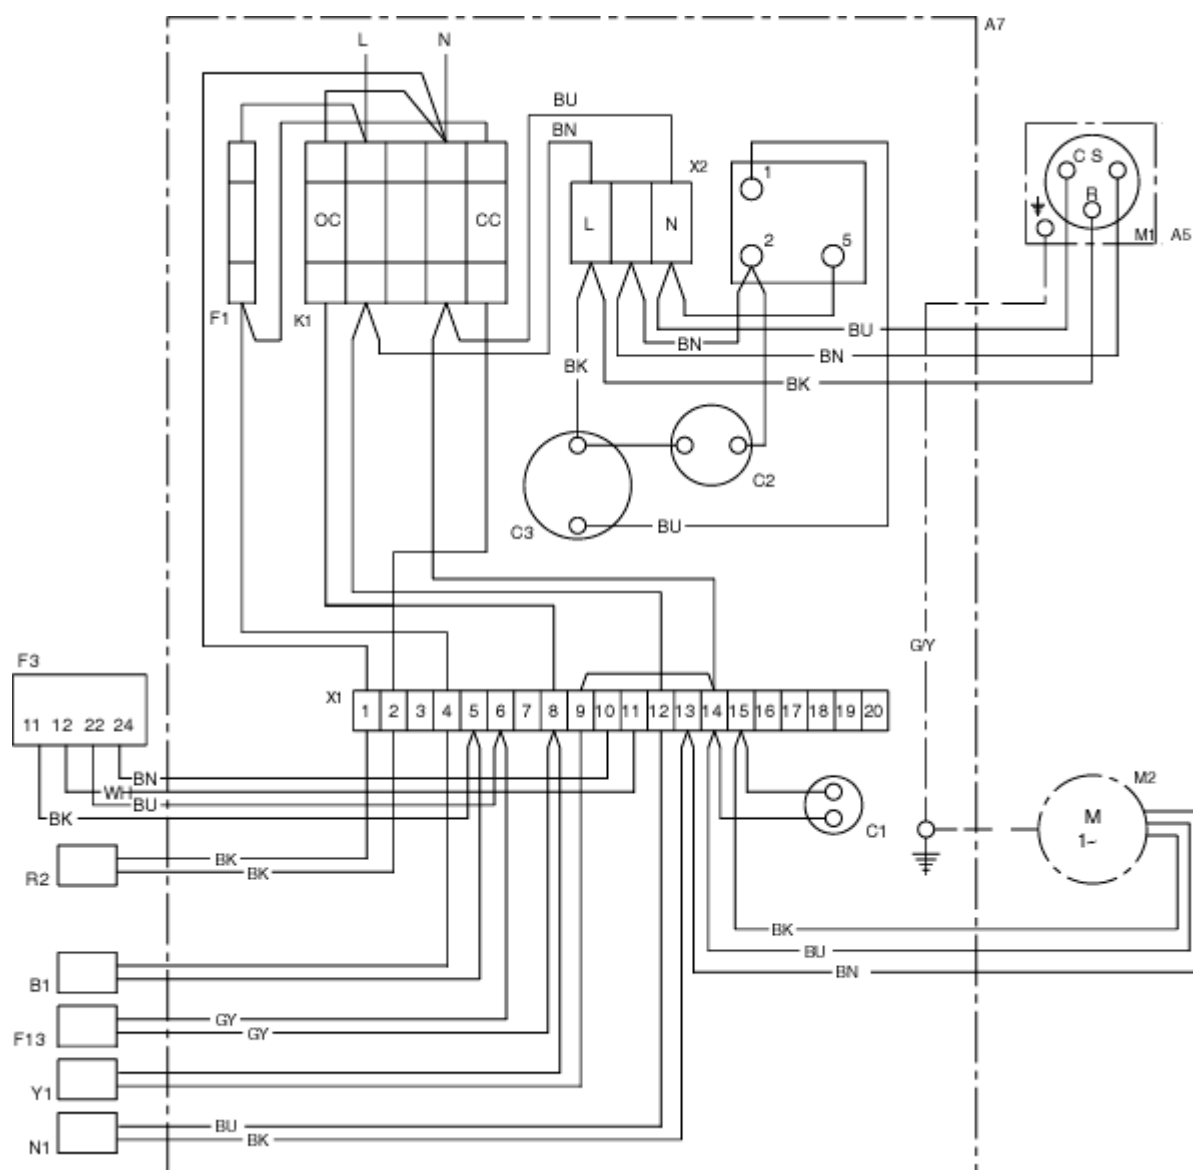 A7
L N
BU
BN
X2
1
C S
OC CC
L N
2 5
R
M1 A5
F1 K1
BU
BN
BN
BK
BK
C2
C3
BU
G/Y
F3
X1
11 12 22 24
1 2 3 4 5 6 7 8 9 10 11 12 13 14 15 16 17 18 19 20
BN
WH
BU
BK
M2
M
1~
C1
R2
BK
BK
BK
BU
BN
B1
F13
GY
GY
Y1
N1
BU
BK